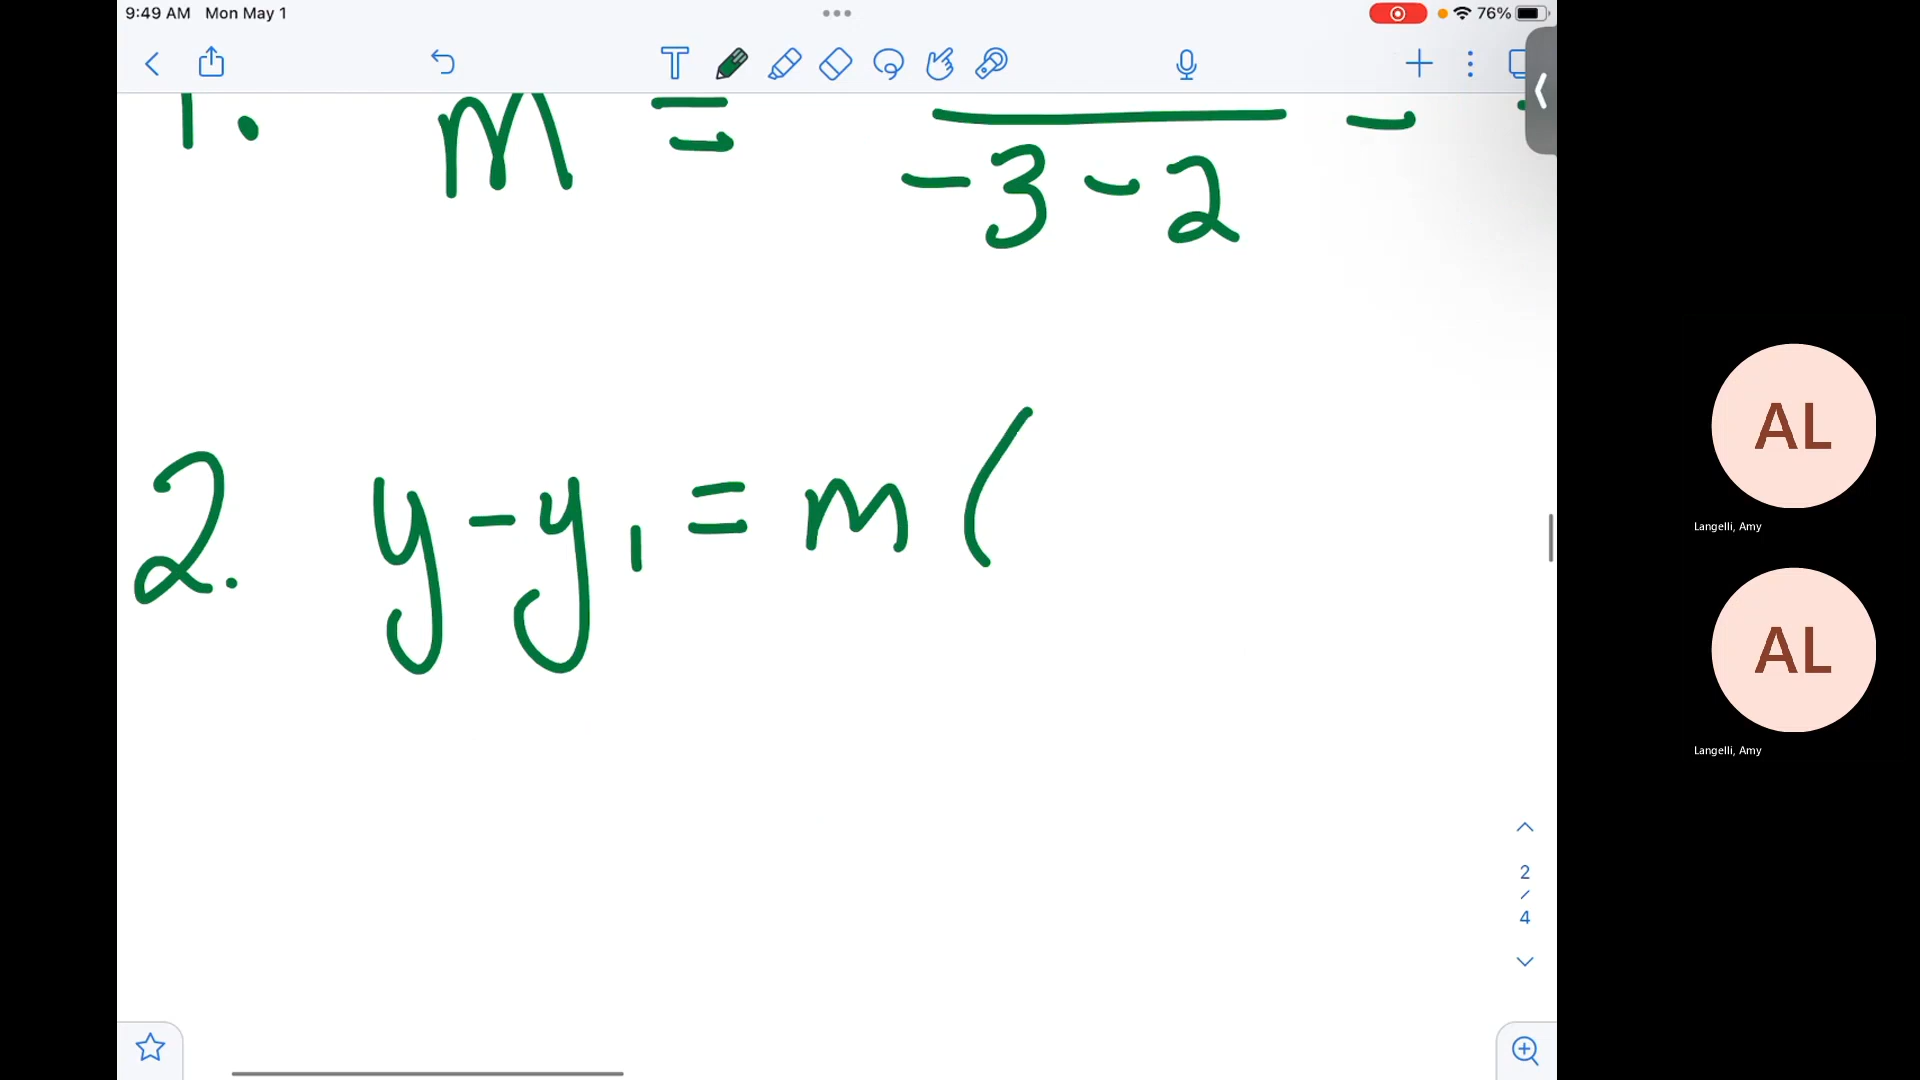 9:49 AM Mon May 1
76%
T
1. m =
-3-2
2. y-y₁ = m (
AL
Langelli, Amy
AL
Langelli, Amy
2
/
4